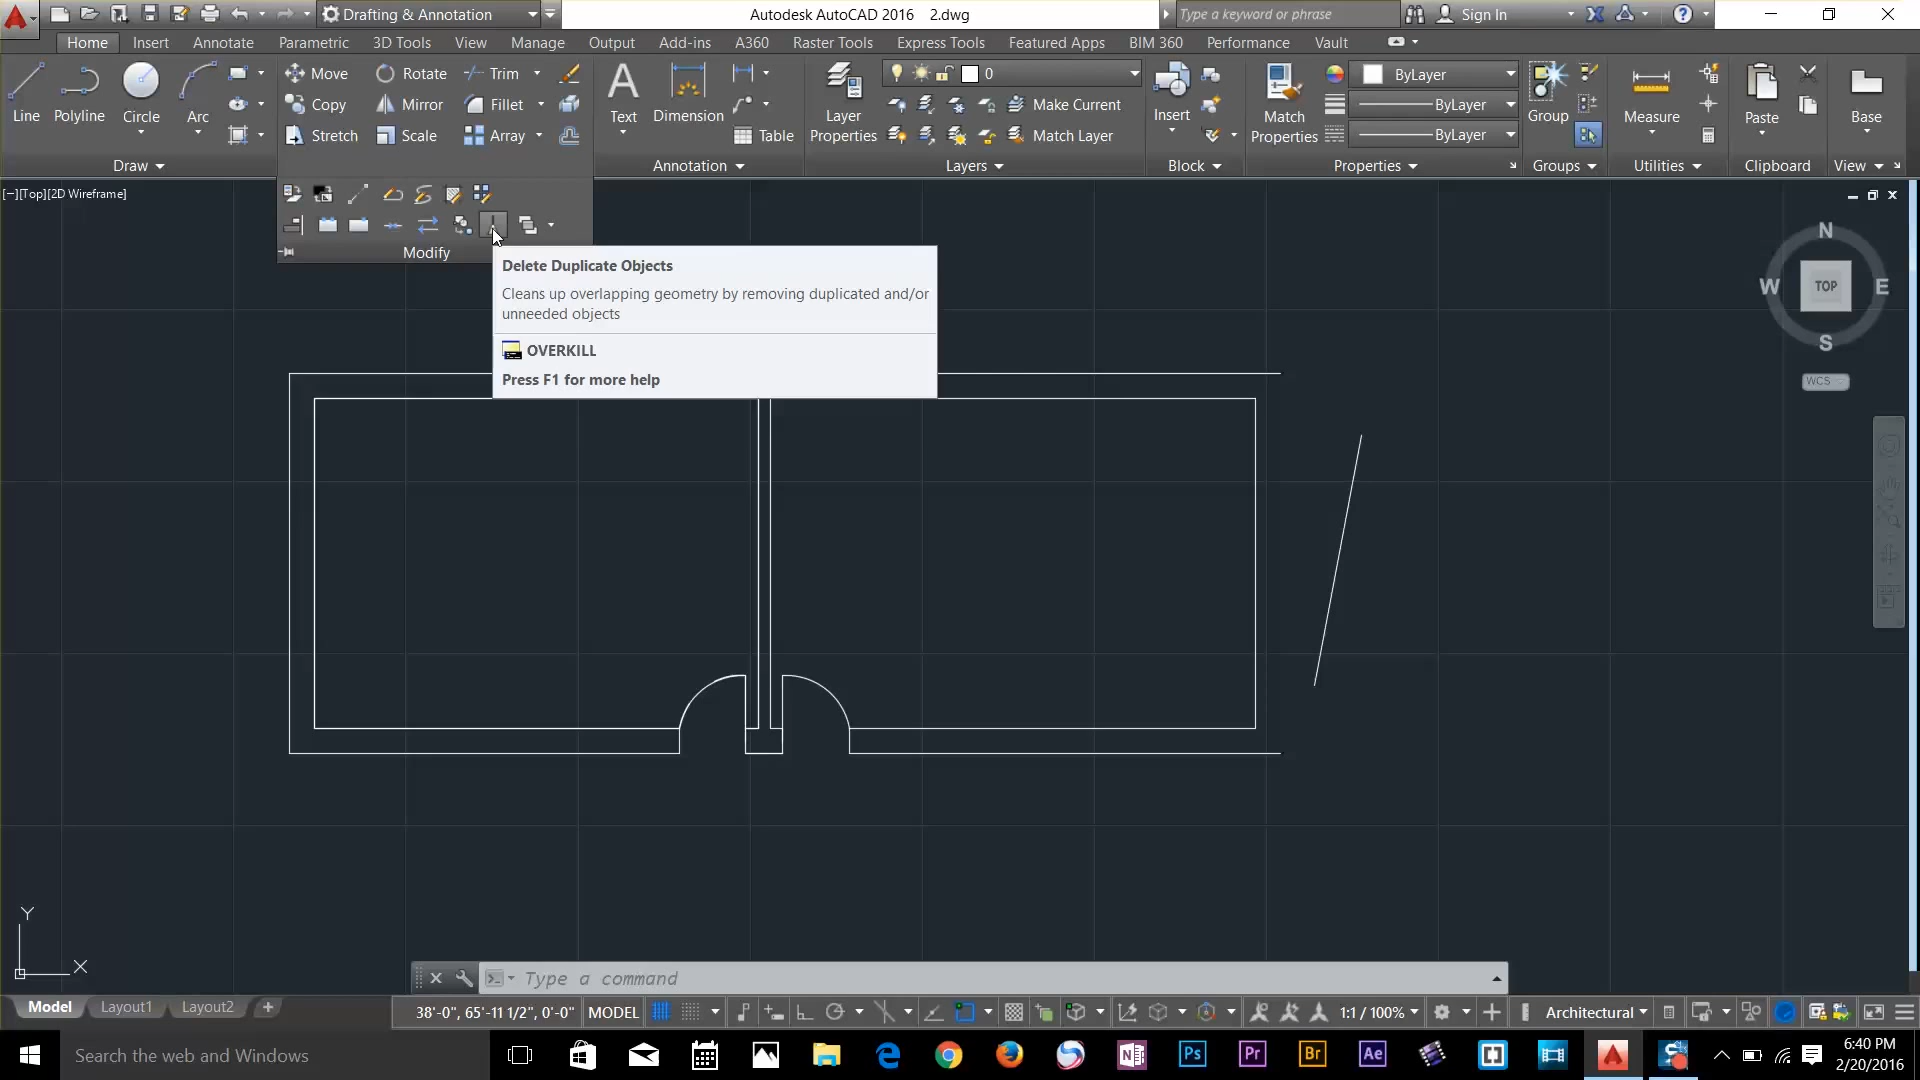 Drafting & Annotation
Autodesk AutoCAD 2016 2.dwg
Type a keyword or phrase
Sign In
Home Insert Annotate Parametric 3D Tools View Manage Output Add-ins A360 Raster Tools Express Tools Featured Apps BIM 360 Performance Vault
Line
Polyline
Circle
Arc
Draw
Move Rotate Trim
Copy Mirror Fillet
Stretch Scale Array
Text
Dimension
Table
Annotation
Layer
Properties
0
Make Current
Match Layer
Layers
Insert
Block
Match
Properties
ByLayer
ByLayer
ByLayer
Properties
Group
Groups
Measure
Utilities
Paste
Clipboard
Base
View
Modify
[−][Top][2D Wireframe]
Delete Duplicate Objects
Cleans up overlapping geometry by removing duplicated and/or
unneeded objects
OVERKILL
Press F1 for more help
N
W TOP E
S
WCS
Y
X
Type a command
Model Layout1 Layout2
38'-0", 65'-11 1/2", 0'-0" MODEL
1:1 / 100%
Architectural
Search the web and Windows
N
Ps
Pr
Br
Ae
6:40 PM
2/20/2016